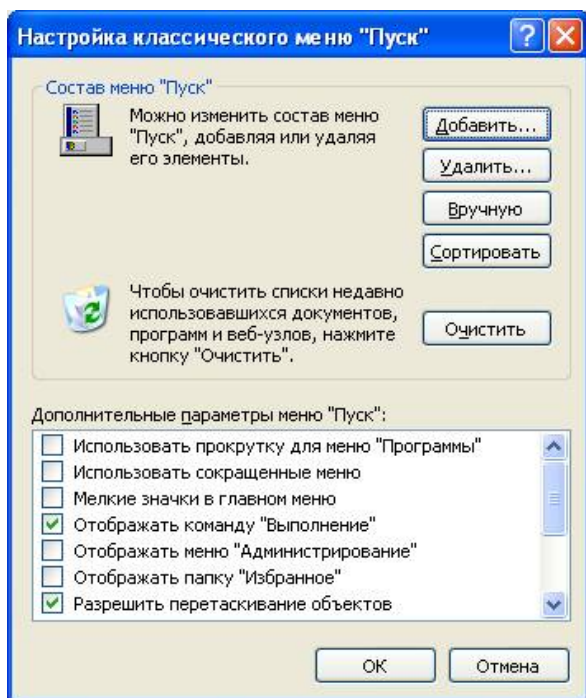 Настройка классического меню "Пуск"
Состав меню "Пуск"
Можно изменить состав меню
"Пуск", добавляя или удаляя
его элементы.
Добавить...
Удалить...
Вручную
Сортировать
Чтобы очистить списки недавно
использовавшихся документов,
программ и веб-узлов, нажмите
кнопку "Очистить".
Очистить
Дополнительные параметры меню "Пуск":
Использовать прокрутку для меню "Программы"
Использовать сокращенные меню
Мелкие значки в главном меню
Отображать команду "Выполнение"
Отображать меню "Администрирование"
Отображать папку "Избранное"
Разрешить перетаскивание объектов
ОК
Отмена